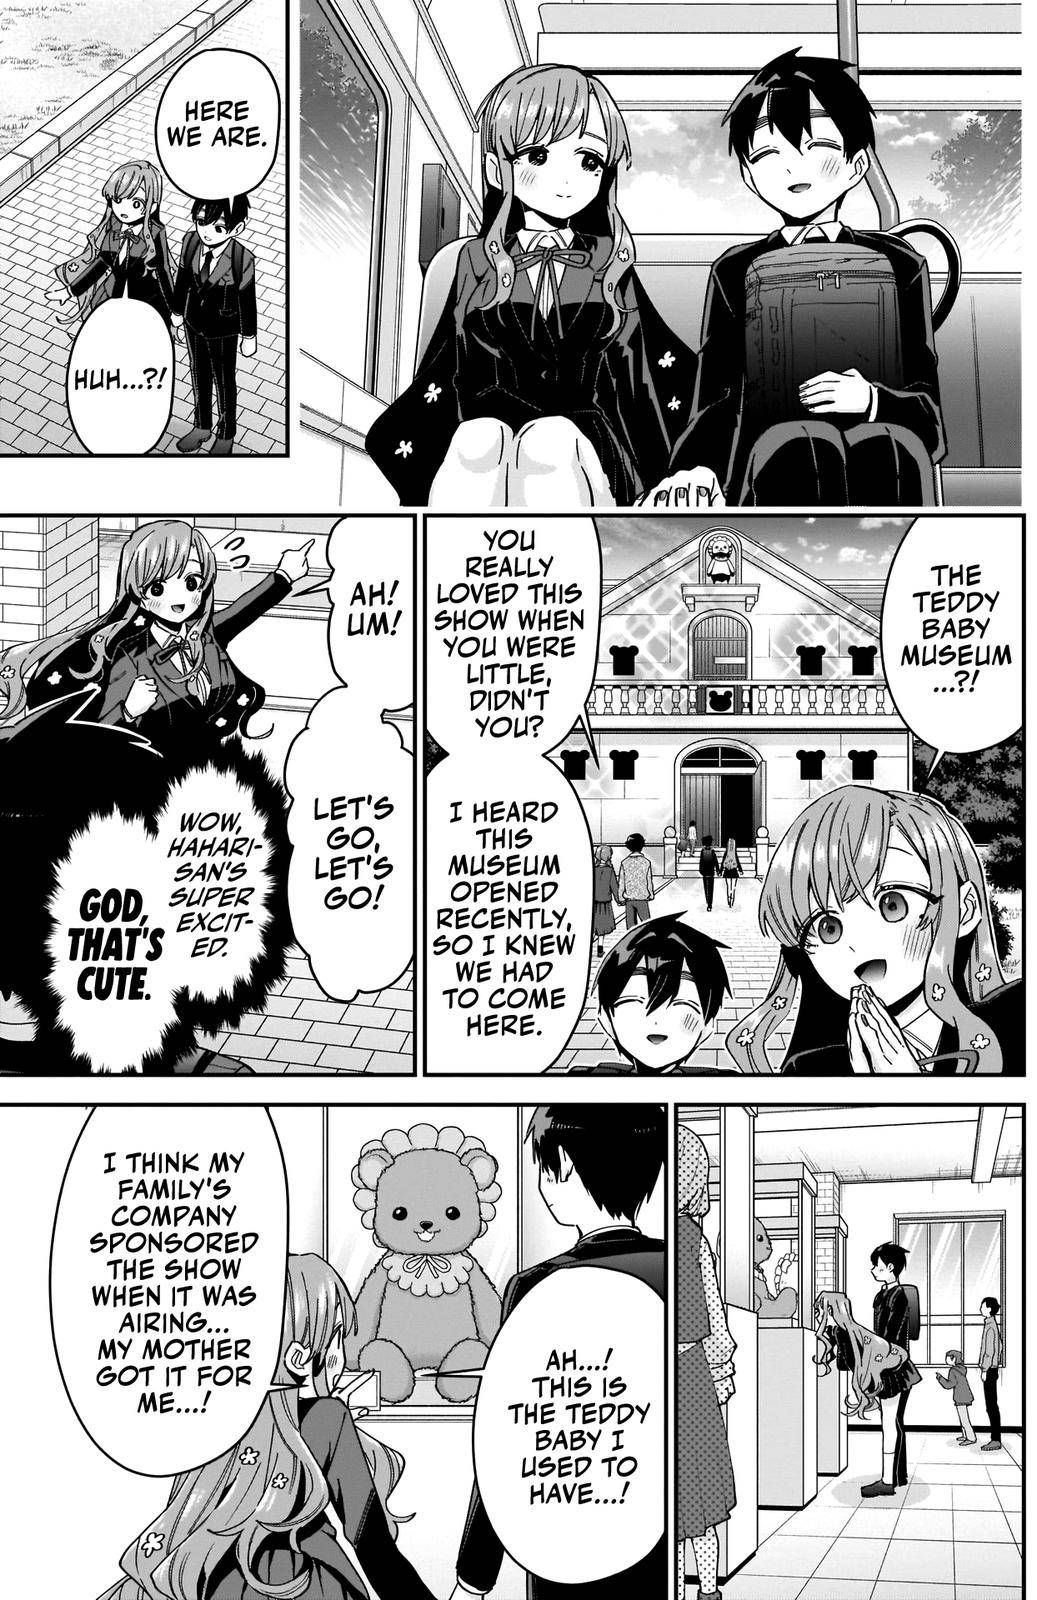 HERE
WE ARE.
HUH...?!
THE
TEDDY
BABY
MUSEUM
...?!
YOU
REALLY
LOVED THIS
SHOW WHEN
YOU WERE
LITTLE,
DIDN'T
YOU?
I HEARD
THIS
MUSEUM
OPENED
RECENTLY,
SO I KNEW
WE HAD
TO COME
HERE.
AH!
UM!
LET'S
GO,
LET'S
GO!
WOW,
HAHARI-
SAN'S
SUPER
EXCIT-
ED.
GOD,
THAT'S
CUTE.
AH...!
THIS IS
THE TEDDY
BABY I
USED TO
HAVE...!
I THINK MY
FAMILY'S
COMPANY
SPONSORED
THE SHOW
WHEN IT WAS
AIRING...
MY MOTHER
GOT IT FOR
ME...!